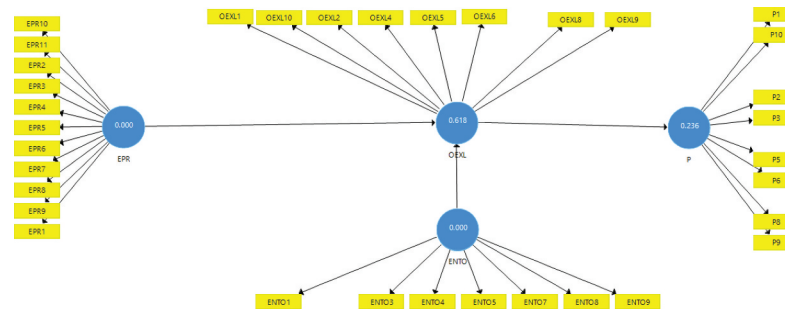 OEXL1
OEXL10
OEXL2
OEXL4
OEXL5
OEXL6
OEXL8
OEXL9
P1
EPR10
P10
EPR11
EPR2
EPR3
P2
EPR4
P3
0.000
0.618
0.236
EPR5
EPR
OEXL
P
EPR6
P5
EPR7
P6
EPR8
EPR9
P8
0.000
EPR1
P9
ENTO
ENTO1
ENTO3
ENTO4
ENTO5
ENTO7
ENTO8
ENTO9